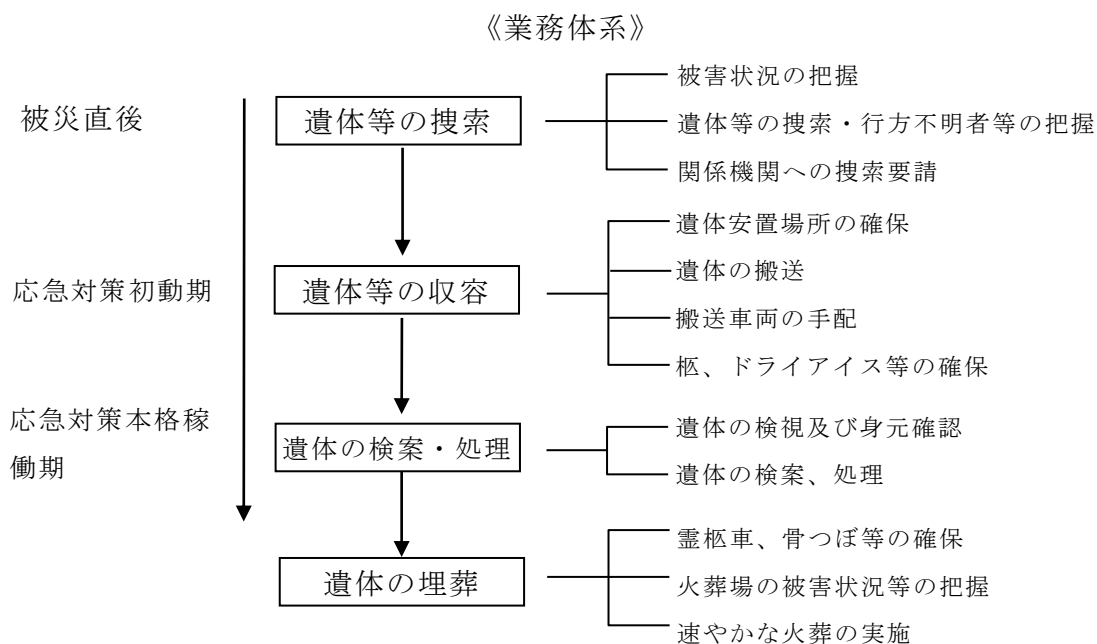 《業務体系》
被災直後
遺体等の捜索
被害状況の把握
遺体等の捜索・行方不明者等の把握
関係機関への捜索要請
応急対策初動期
遺体等の収容
遺体安置場所の確保
遺体の搬送
搬送車両の手配
柩、ドライアイス等の確保
応急対策本格稼
働期
遺体の検案・処理
遺体の検視及び身元確認
遺体の検案、処理
遺体の埋葬
霊柩車、骨つぼ等の確保
火葬場の被害状況等の把握
速やかな火葬の実施